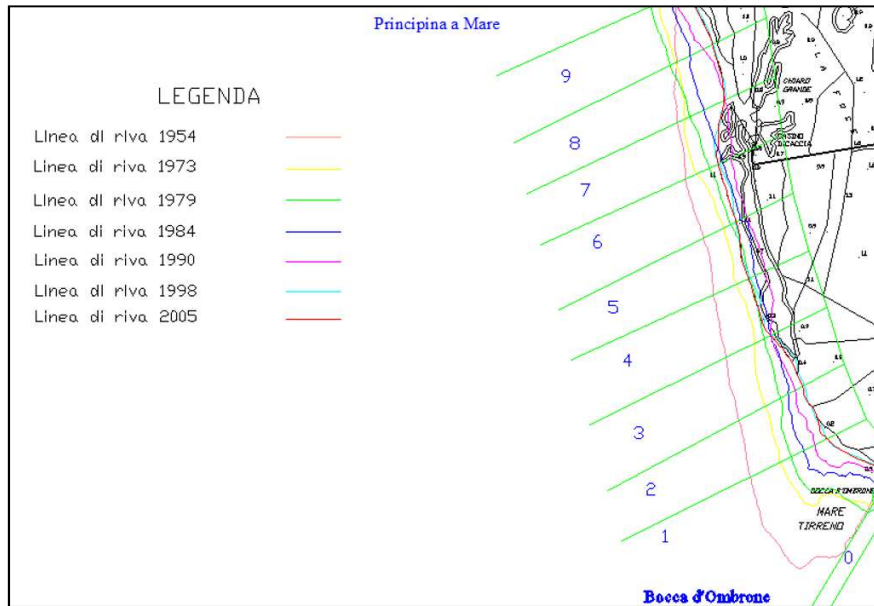 Principina a Mare
LEGENDA
Linea di riva 1954
Linea di riva 1973
Linea di riva 1979
Linea di riva 1984
Linea di riva 1990
Linea di riva 1998
Linea di riva 2005
9
8
7
6
5
4
3
2
1
0
CHIARO
GRANDE
LA FOSS
CASINO
DI CACCIA
BOCCA D'OMBRONE
MARE
TIRRENO
Bocca d'Ombrone